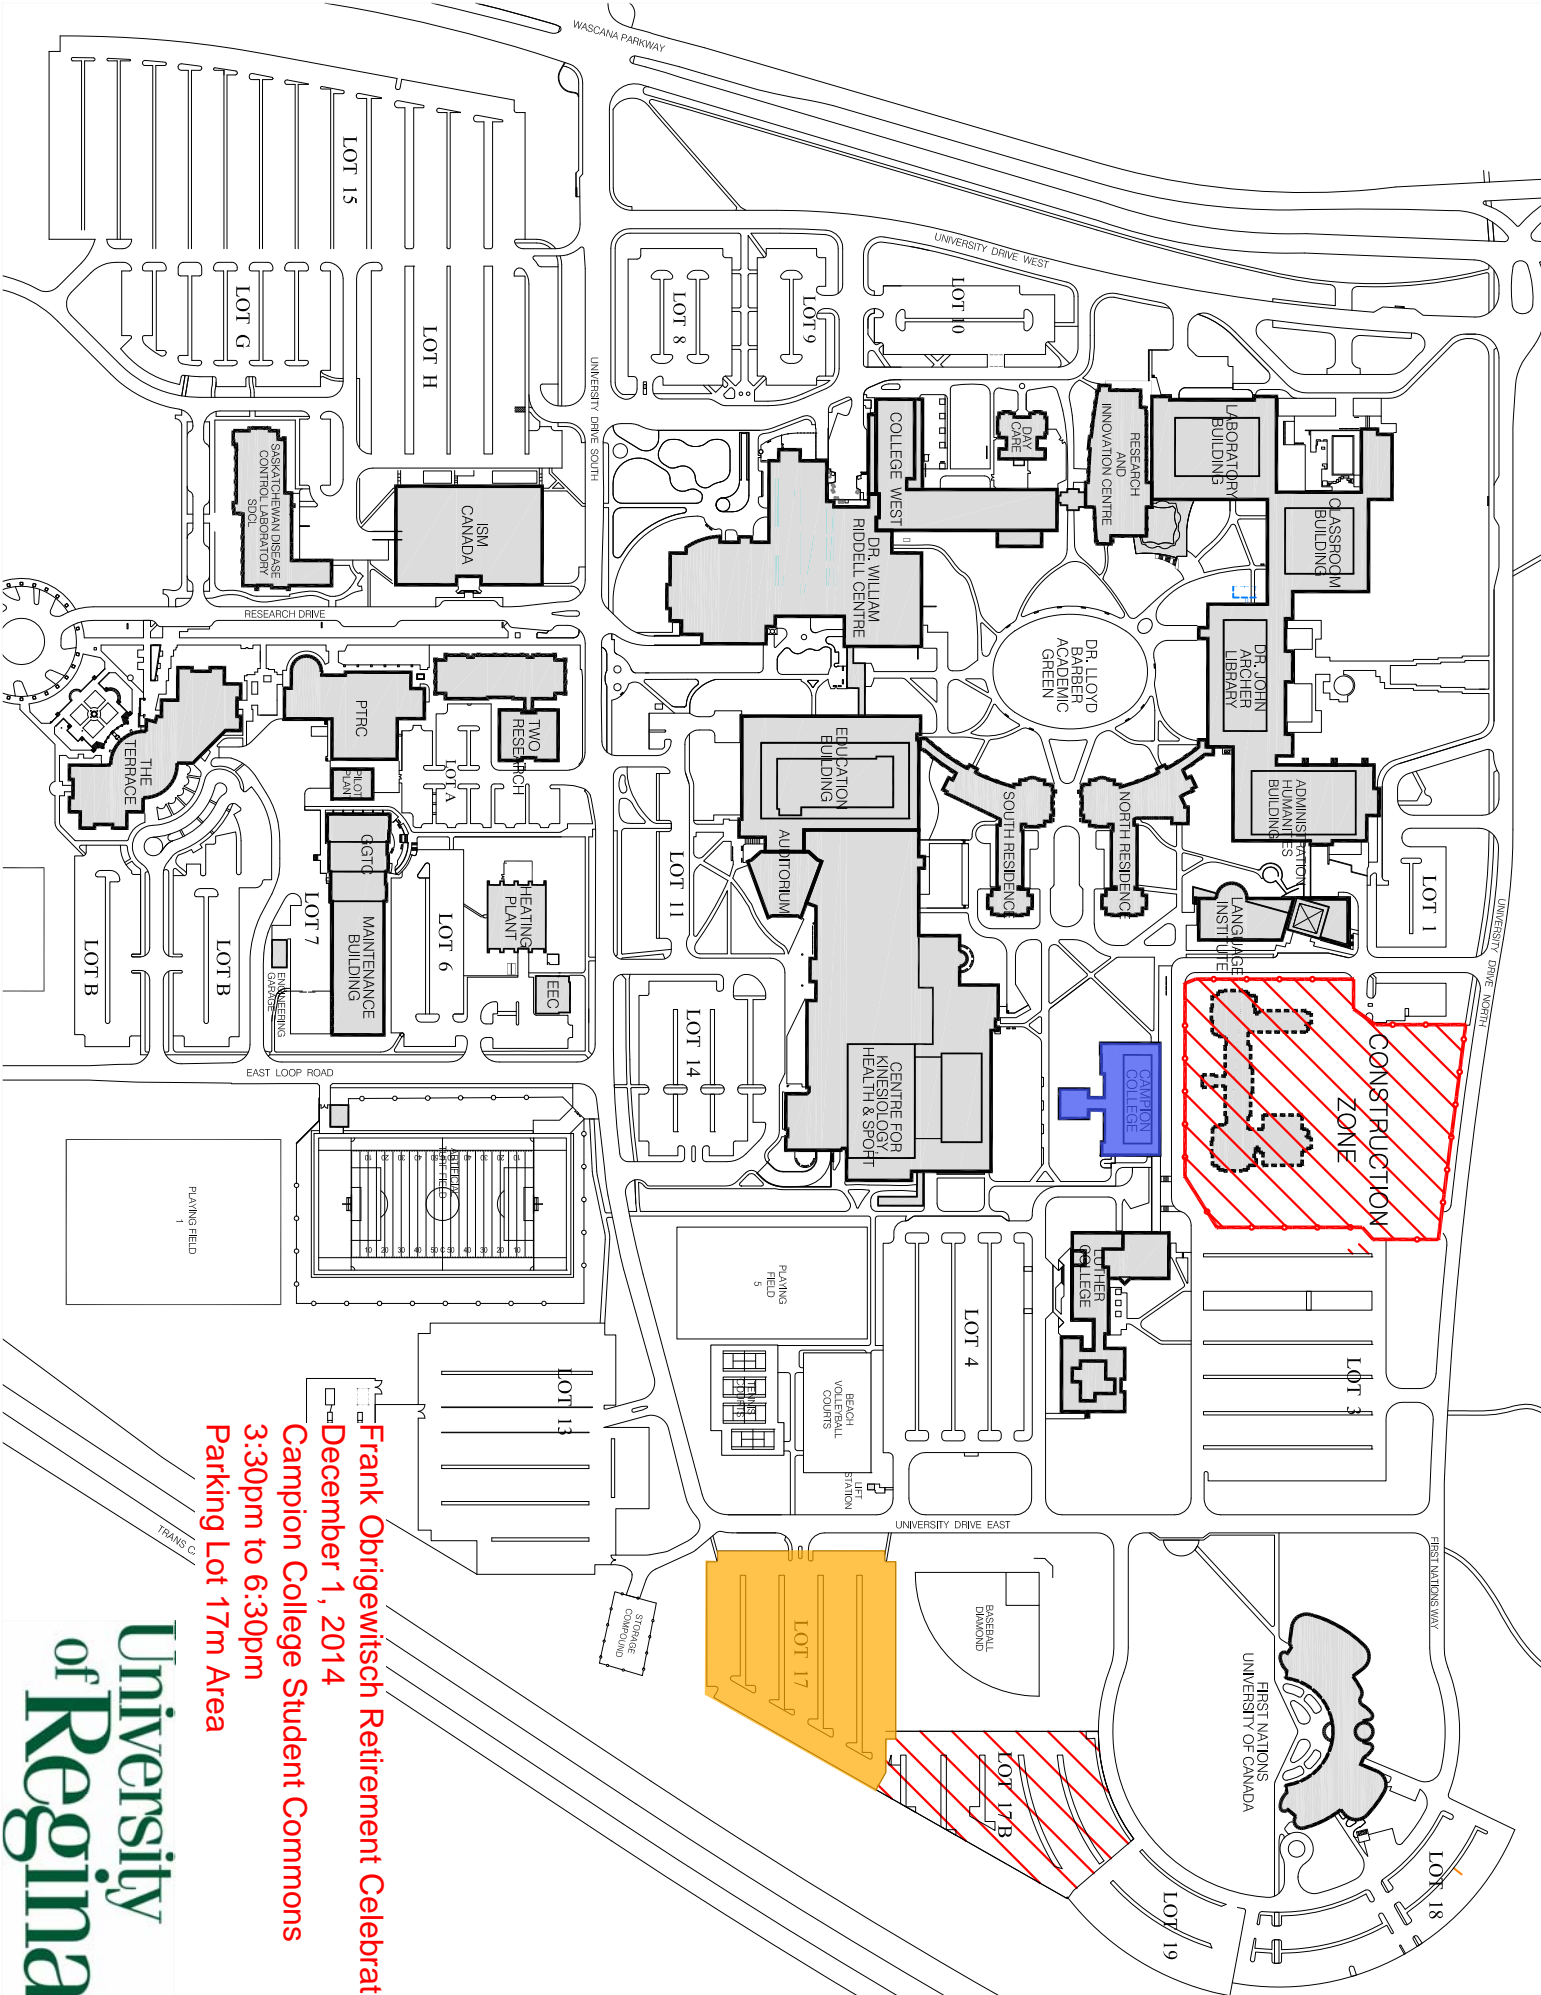 WASCANA PARKWAY
UNIVERSITY DRIVE WEST
UNIVERSITY DRIVE SOUTH
UNIVERSITY DRIVE NORTH
UNIVERSITY DRIVE EAST
FIRST NATIONS WAY
RESEARCH DRIVE
EAST LOOP ROAD
TRANS C
LOT 15
LOT G
LOT H
LOT 8
LOT 9
LOT 10
LABORATORY
BUILDING
RESEARCH
AND
INNOVATION CENTRE
DAY
CARE
COLLEGE WEST
CLASSROOM
BUILDING
DR. WILLIAM
RIDDELL CENTRE
ISM
CANADA
SASKATCHEWAN DISEASE
CONTROL LABORATORY
SDCL
DR. LLOYD
BARBER
ACADEMIC
GREEN
DR. JOHN
ARCHER
LIBRARY
ADMINISTRATION
HUMANITIES
BUILDING
NORTH RESIDENCE
SOUTH RESIDENCE
EDUCATION
BUILDING
AUDITORIUM
TWO
RESEARCH
PTRC
PILOT
PLANT
THE
TERRACE
LOT A
GGTC
MAINTENANCE
BUILDING
HEATING
PLANT
EEC
LOT 6
LOT 7
LOT B
LOT B
ENGINEERING
GARAGE
LOT 11
LOT 14
LOT 1
LANGUAGE
INSTITUTE
CONSTRUCTION
ZONE
CAMPION
COLLEGE
CENTRE FOR
KINESIOLOGY,
HEALTH & SPORT
LUTHER
COLLEGE
LOT 3
LOT 4
PLAYING
FIELD
5
PLAYING FIELD
1
ARTIFICIAL
TURF FIELD
TENNIS
COURTS
BEACH
VOLLEYBALL
COURTS
LIFT
STATION
LOT 13
STORAGE
COMPOUND
LOT 17
BASEBALL
DIAMOND
LOT 17 B
FIRST NATIONS
UNIVERSITY OF CANADA
LOT 18
LOT 19
Frank Obrigewitsch Retirement Celebrat
December 1, 2014
Campion College Student Commons
3:30pm to 6:30pm
Parking Lot 17m Area
University
of Regina